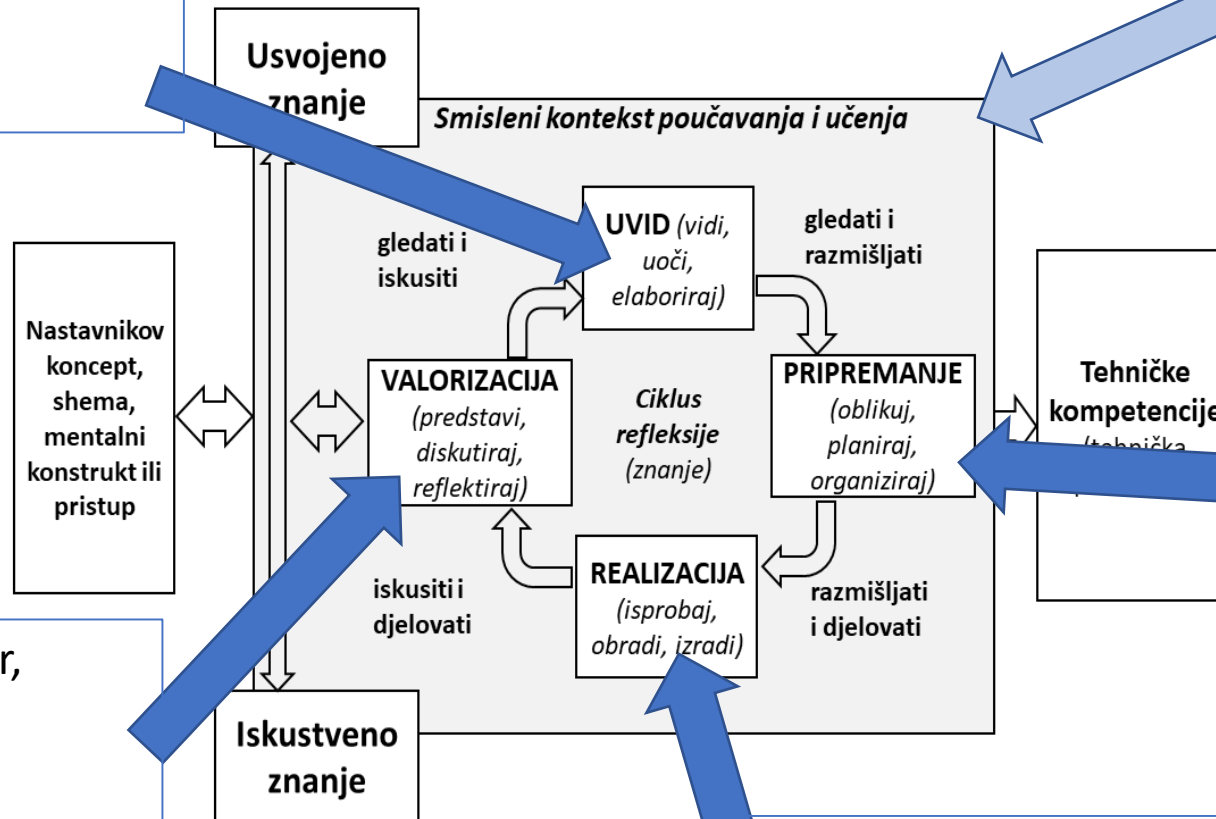 Usvojeno
znanje
Smisleni kontekst poučavanja i učenja
UVID (vidi,
uoči,
elaboriraj)
gledati i
iskusiti
gledati i
razmišljati
Nastavnikov
koncept,
shema,
mentalni
konstrukt ili
pristup
VALORIZACIJA
(predstavi,
diskutiraj,
reflektiraj)
Ciklus
refleksije
(znanje)
PRIPREMANJE
(oblikuj,
planiraj,
organiziraj)
Tehničke
kompetencije
(tehnička
REALIZACIJA
(isprobaj,
obradi, izradi)
iskusiti i
djelovati
razmišljati
i djelovati
r,
Iskustveno
znanje